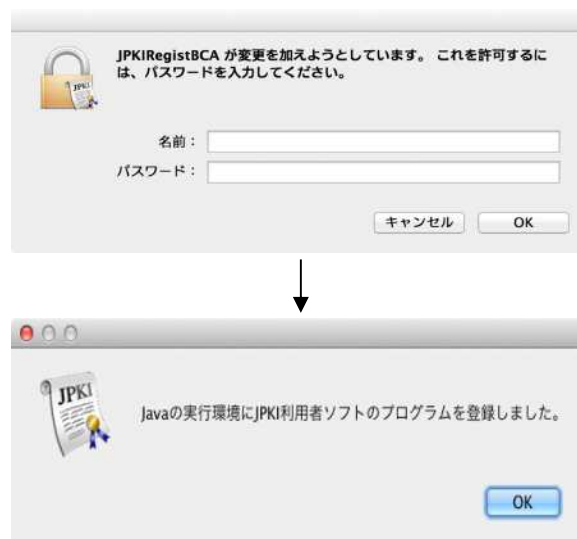 JPKIRegistBCA が変更を加えようとしています。 これを許可するに
は、パスワードを入力してください。
JPKI
名前：
パスワード：
キャンセル
OK
JPKI
Javaの実行環境にJPKI利用者ソフトのプログラムを登録しました。
OK